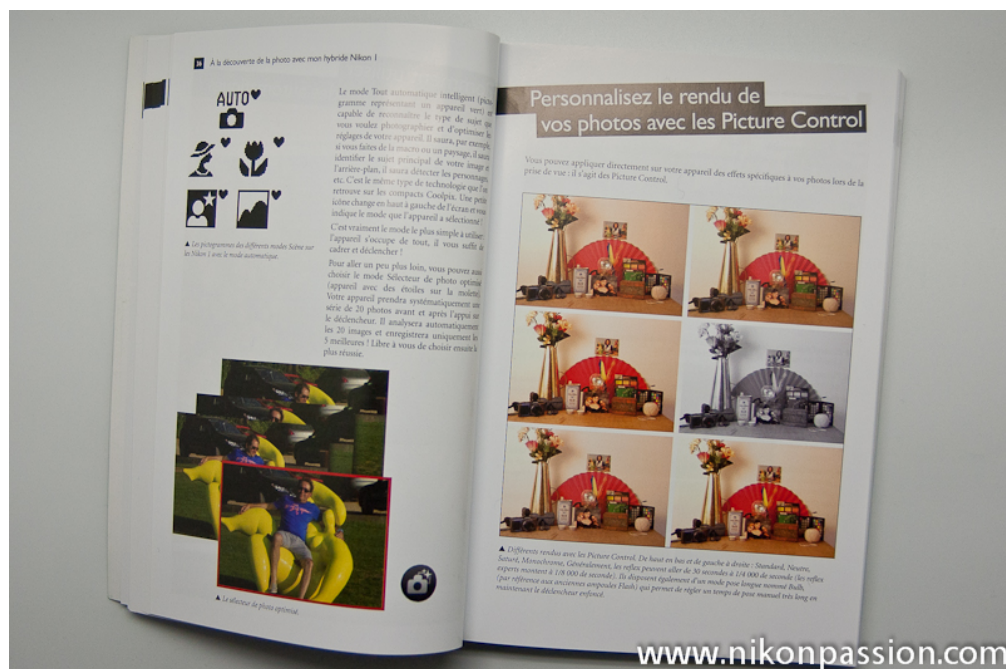 36 À la découverte de la photo avec mon hybride Nikon 1
AUTO
▲ Les pictogrammes des différents modes Scène sur
les Nikon 1 avec le mode automatique.
Le mode Tout automatique intelligent (picto-
gramme représentant un appareil vert) est
capable de reconnaître le type de sujet que
vous voulez photographier et d'optimiser les
réglages de votre appareil. Il saura, par exemple,
si vous faites de la macro ou un paysage, il saura
identifier le sujet principal de votre image et
l'arrière-plan, il saura détecter les personnages,
etc. C'est le même type de technologie que l'on
retrouve sur les compacts Coolpix. Une petite
icône change en haut à gauche de l'écran et vous
indique le mode que l'appareil a sélectionné !
C'est vraiment le mode le plus simple à utiliser :
l'appareil s'occupe de tout, il vous suffit de
cadrer et déclencher !
Pour aller un peu plus loin, vous pouvez aussi
choisir le mode Sélecteur de photo optimisé
(appareil avec des étoiles sur la molette).
Votre appareil prendra systématiquement une
série de 20 photos avant et après l'appui sur
le déclencheur. Il analysera automatiquement
les 20 images et enregistrera uniquement les
5 meilleures ! Libre à vous de choisir ensuite la
plus réussie.
▲ Le sélecteur de photo optimisé.
Personnalisez le rendu de
vos photos avec les Picture Control
Vous pouvez appliquer directement sur votre appareil des effets spécifiques à vos photos lors de la
prise de vue : il s'agit des Picture Control.
▲ Différents rendus avec les Picture Control. De haut en bas et de gauche à droite : Standard, Neutre,
Saturé, Monochrome, Généralement, les reflex peuvent aller de 30 secondes à 1/4 000 de seconde (les reflex
experts montent à 1/8 000 de seconde). Ils disposent également d'un mode pose longue nommé Bulb,
(par référence aux anciennes ampoules Flash) qui permet de régler un temps de pose manuel très long en
maintenant le déclencheur enfoncé.
www.nikonpassion.com